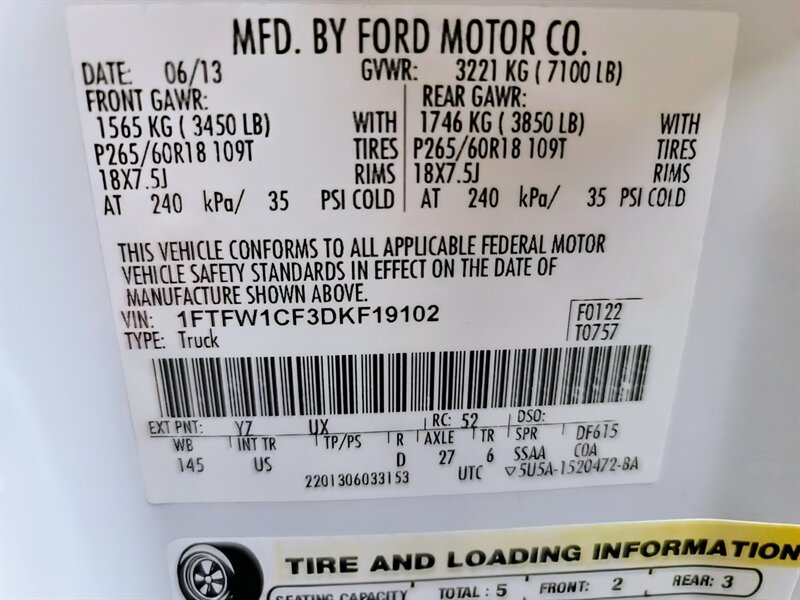 MFD. BY FORD MOTOR CO.
DATE: 06/13 GVWR: 3221 KG ( 7100 LB)
FRONT GAWR: REAR GAWR:
1565 KG ( 3450 LB) WITH 1746 KG ( 3850 LB) WITH
P265/60R18 109T TIRES P265/60R18 109T TIRES
18X7.5J RIMS 18X7.5J RIMS
AT 240 kPa/ 35 PSI COLD AT 240 kPa/ 35 PSI COLD
THIS VEHICLE CONFORMS TO ALL APPLICABLE FEDERAL MOTOR
VEHICLE SAFETY STANDARDS IN EFFECT ON THE DATE OF
MANUFACTURE SHOWN ABOVE.
VIN: 1FTFW1CF3DKF19102 F0122
TYPE: Truck T0757
EXT PNT: YZ UX RC: 52 DSO:
WB INT TR TP/PS R AXLE TR SPR DF615
145 US D 27 6 SSAA COA
2201306033153 UTC ▽5U5A-1520472-BA
TIRE AND LOADING INFORMATION
SEATING CAPACITY TOTAL : 5 FRONT: 2 REAR: 3